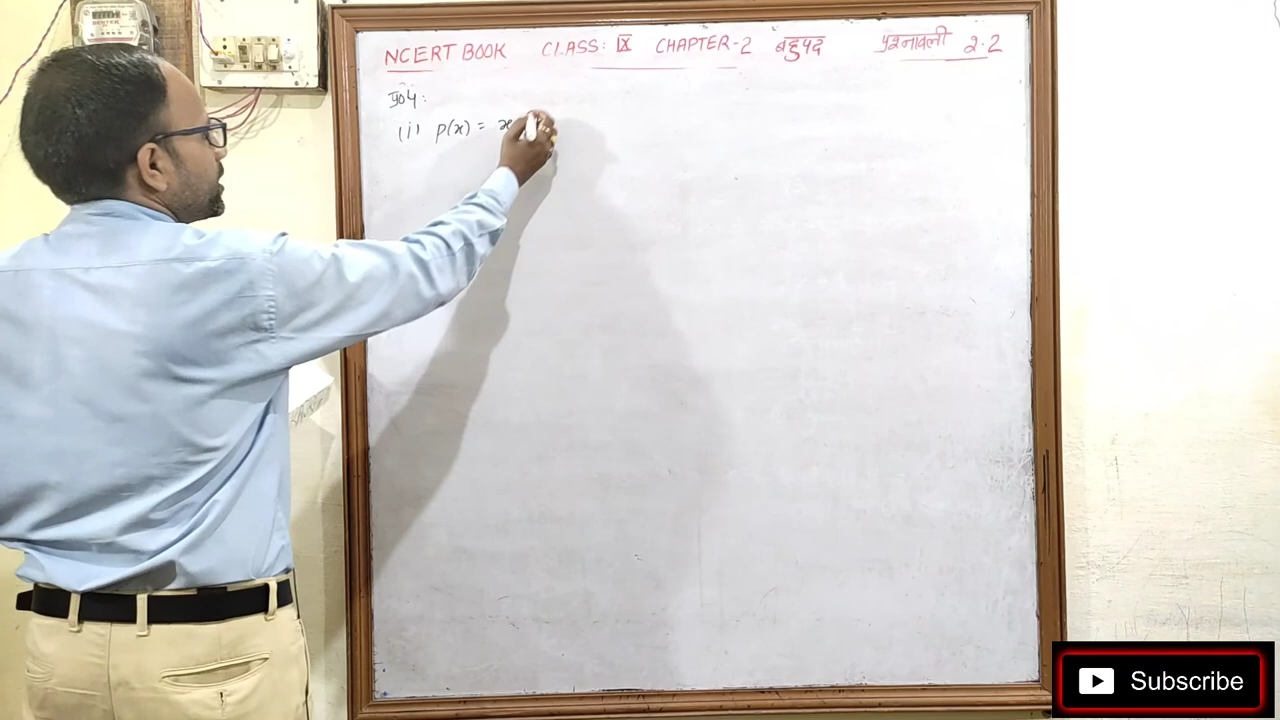 NCERT BOOK CLASS: IX CHAPTER-2 बहुपद प्रश्नावली 2.2
प्र04:
(i) p(x) = x
Subscribe